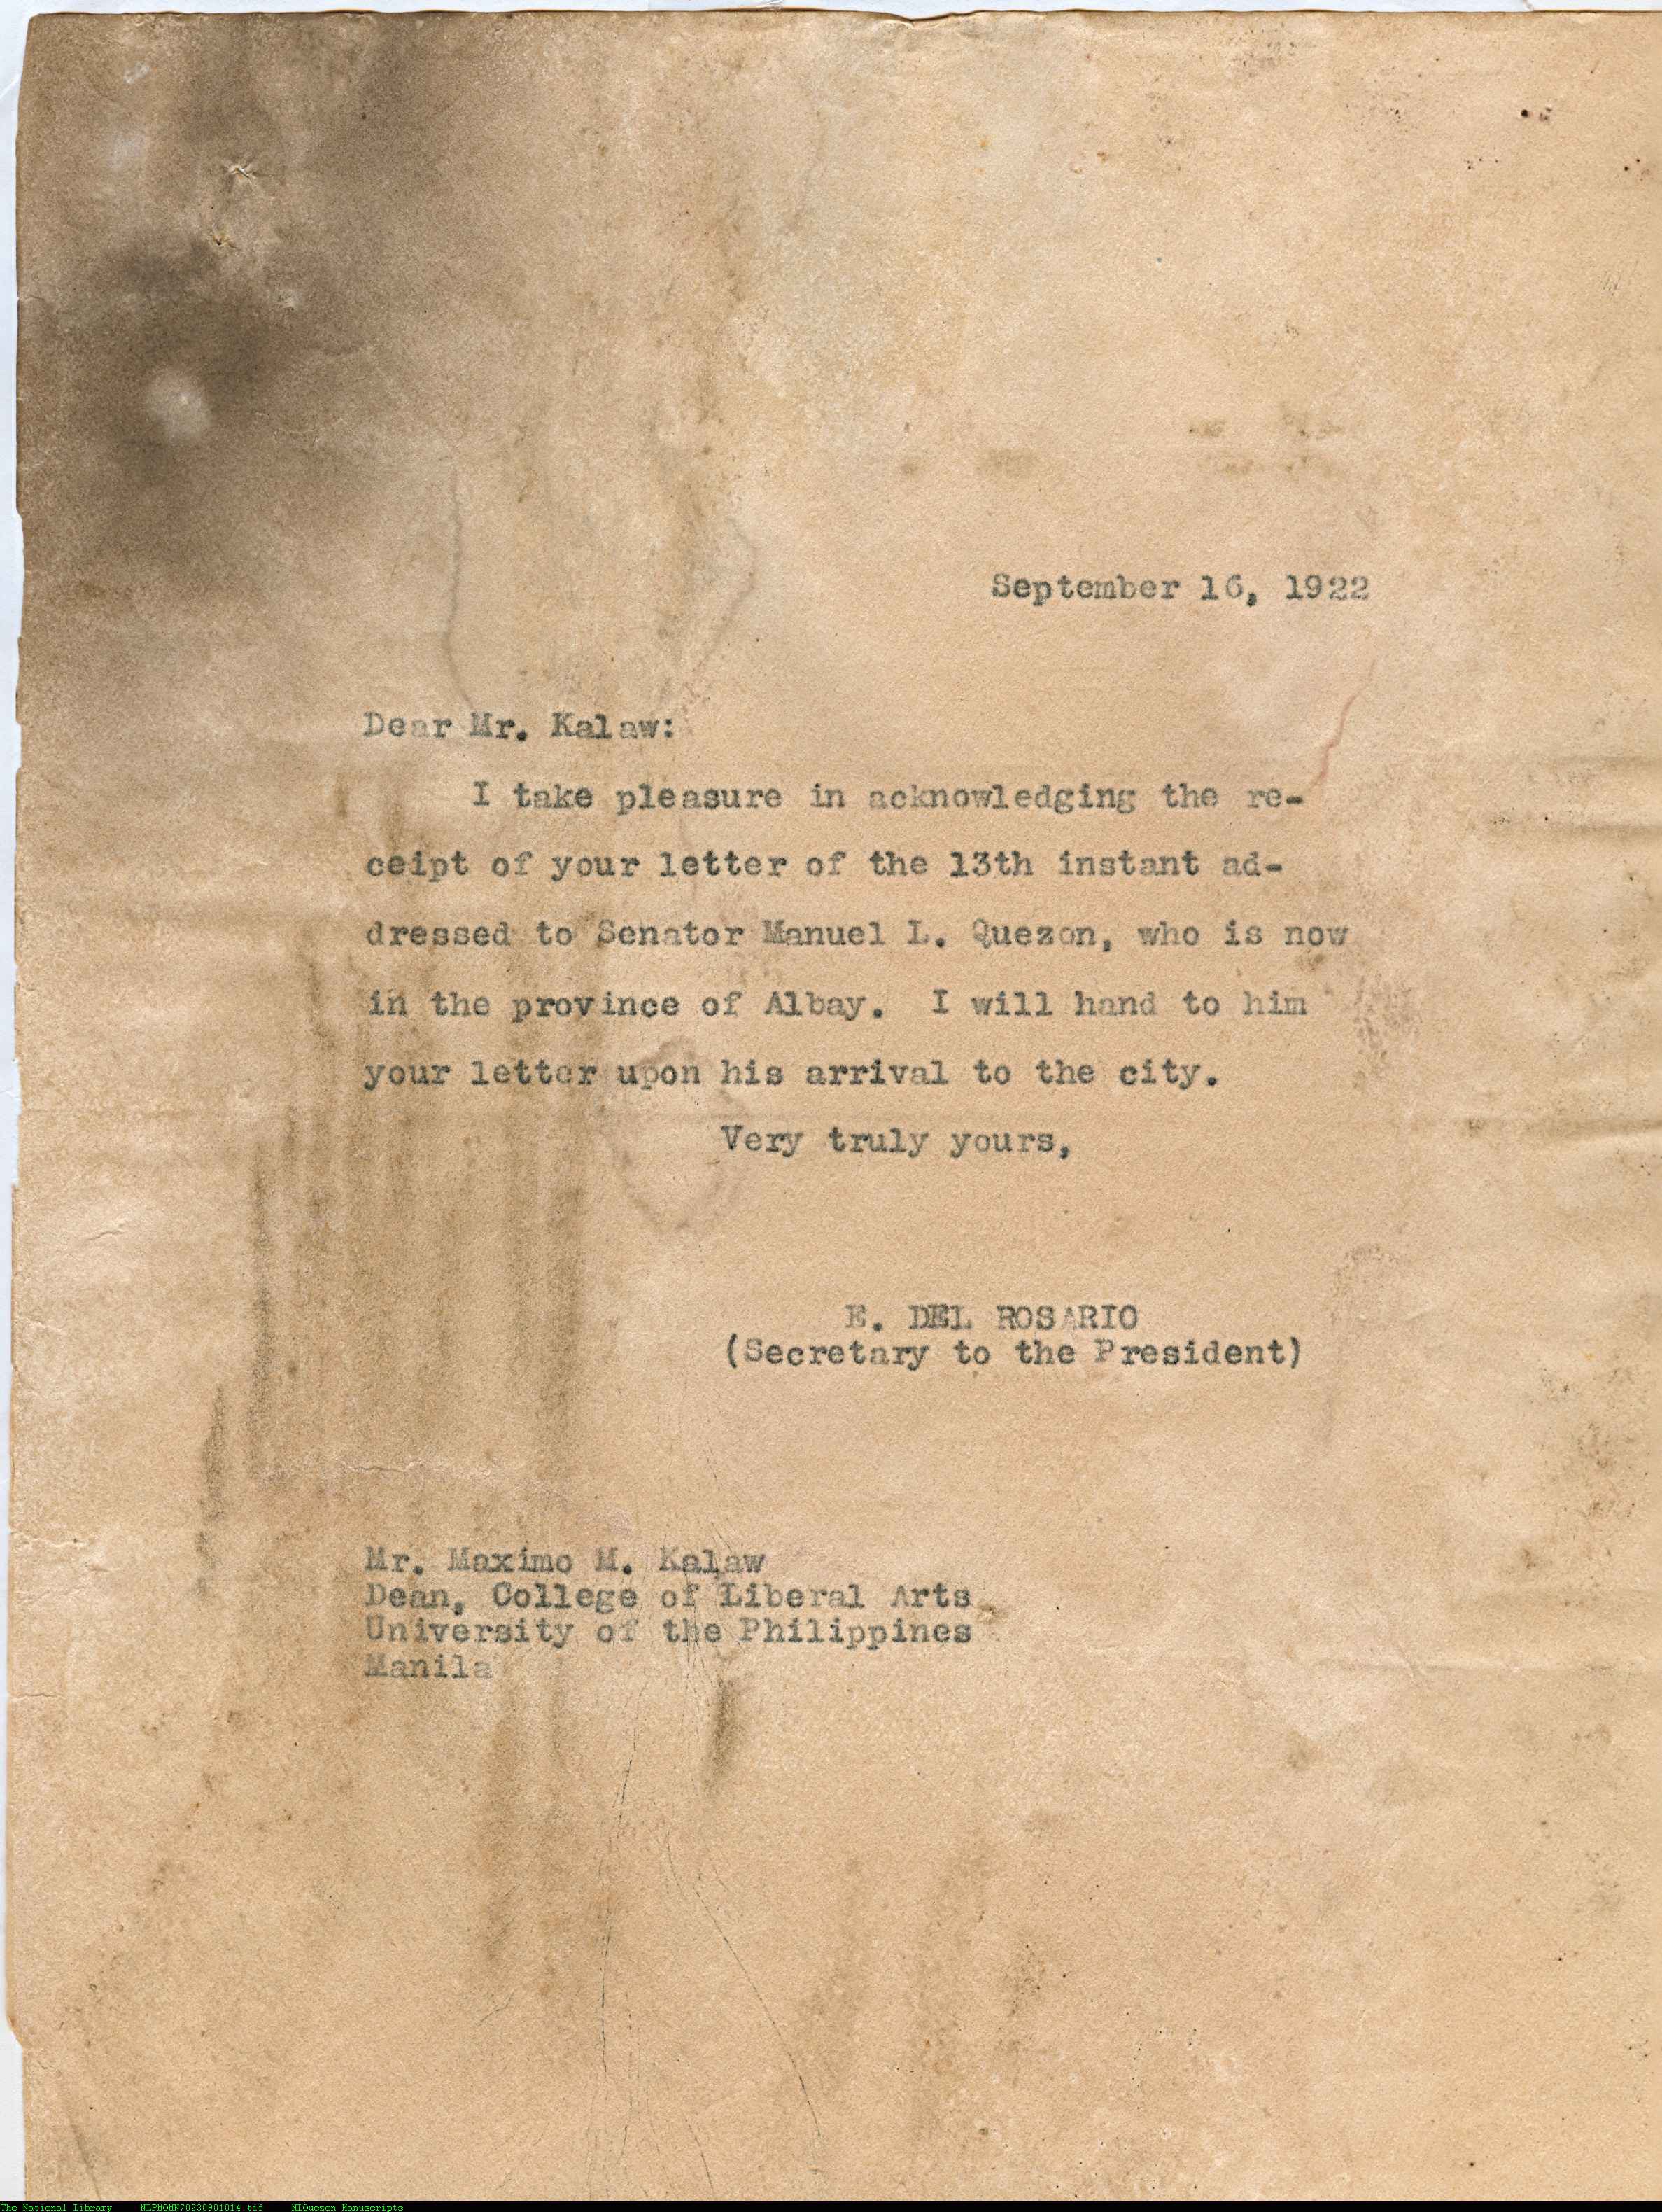 September 16, 1922
Dear Mr. Kalaw:
I take pleasure in acknowledging the re-
ceipt of your letter of the 13th instant ad-
dressed to Senator Manuel L. Quezon, who is now
in the province of Albay. I will hand to him
your letter upon his arrival to the city.
Very truly yours,
E. DEL ROSARIO
(Secretary to the President)
Mr. Maximo M. Kalaw
Dean, College of Liberal Arts
University of the Philippines
Manila
The National Library NLPMQMN70230901014.tif MLQuezon Manuscripts